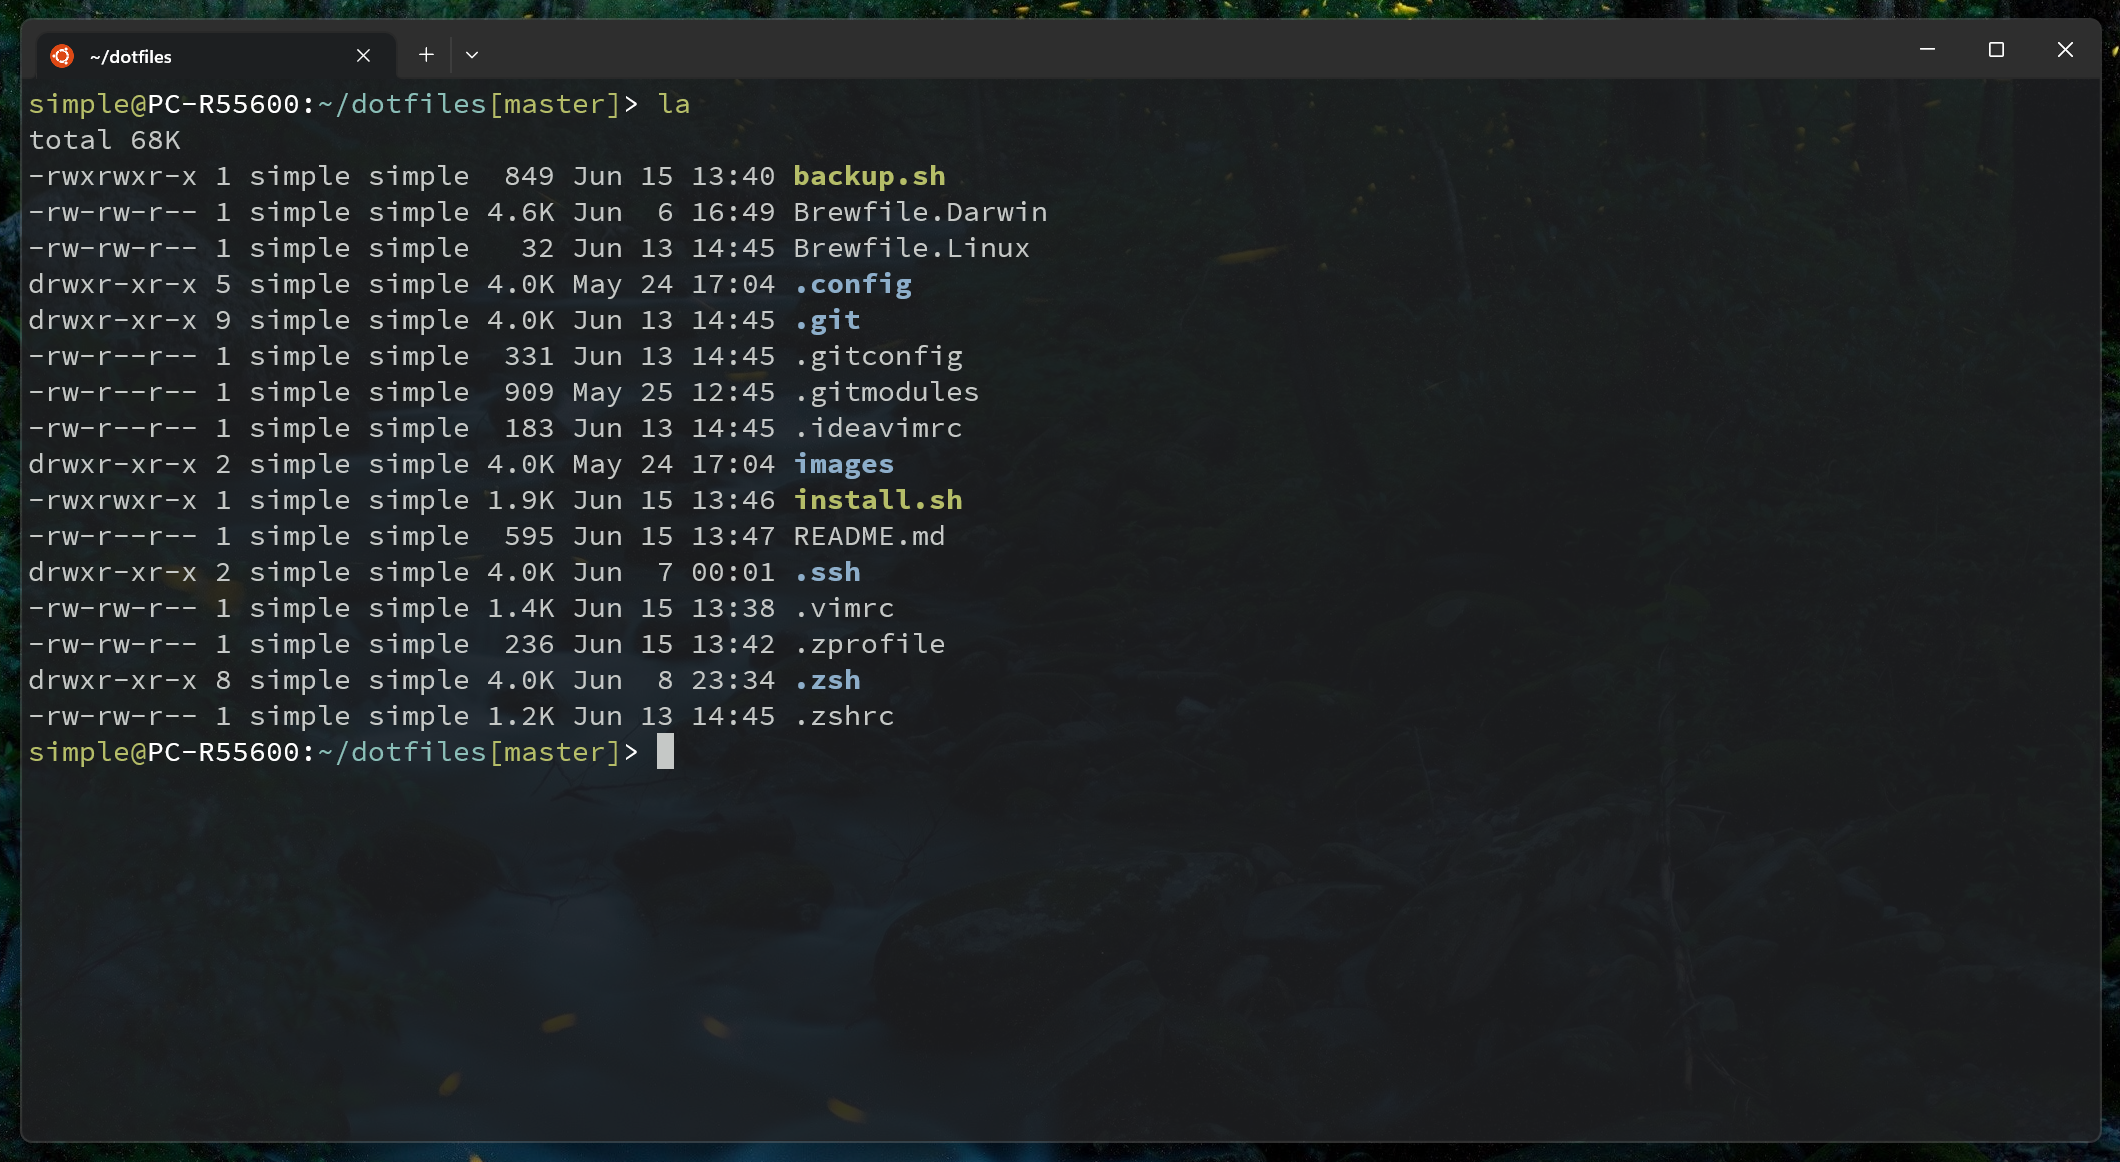 ~/dotfiles
simple@PC-R55600:~/dotfiles[master]> la
total 68K
-rwxrwxr-x 1 simple simple  849 Jun 15 13:40 backup.sh
-rw-rw-r-- 1 simple simple 4.6K Jun  6 16:49 Brewfile.Darwin
-rw-rw-r-- 1 simple simple   32 Jun 13 14:45 Brewfile.Linux
drwxr-xr-x 5 simple simple 4.0K May 24 17:04 .config
drwxr-xr-x 9 simple simple 4.0K Jun 13 14:45 .git
-rw-r--r-- 1 simple simple  331 Jun 13 14:45 .gitconfig
-rw-r--r-- 1 simple simple  909 May 25 12:45 .gitmodules
-rw-r--r-- 1 simple simple  183 Jun 13 14:45 .ideavimrc
drwxr-xr-x 2 simple simple 4.0K May 24 17:04 images
-rwxrwxr-x 1 simple simple 1.9K Jun 15 13:46 install.sh
-rw-r--r-- 1 simple simple  595 Jun 15 13:47 README.md
drwxr-xr-x 2 simple simple 4.0K Jun  7 00:01 .ssh
-rw-rw-r-- 1 simple simple 1.4K Jun 15 13:38 .vimrc
-rw-rw-r-- 1 simple simple  236 Jun 15 13:42 .zprofile
drwxr-xr-x 8 simple simple 4.0K Jun  8 23:34 .zsh
-rw-rw-r-- 1 simple simple 1.2K Jun 13 14:45 .zshrc
simple@PC-R55600:~/dotfiles[master]>